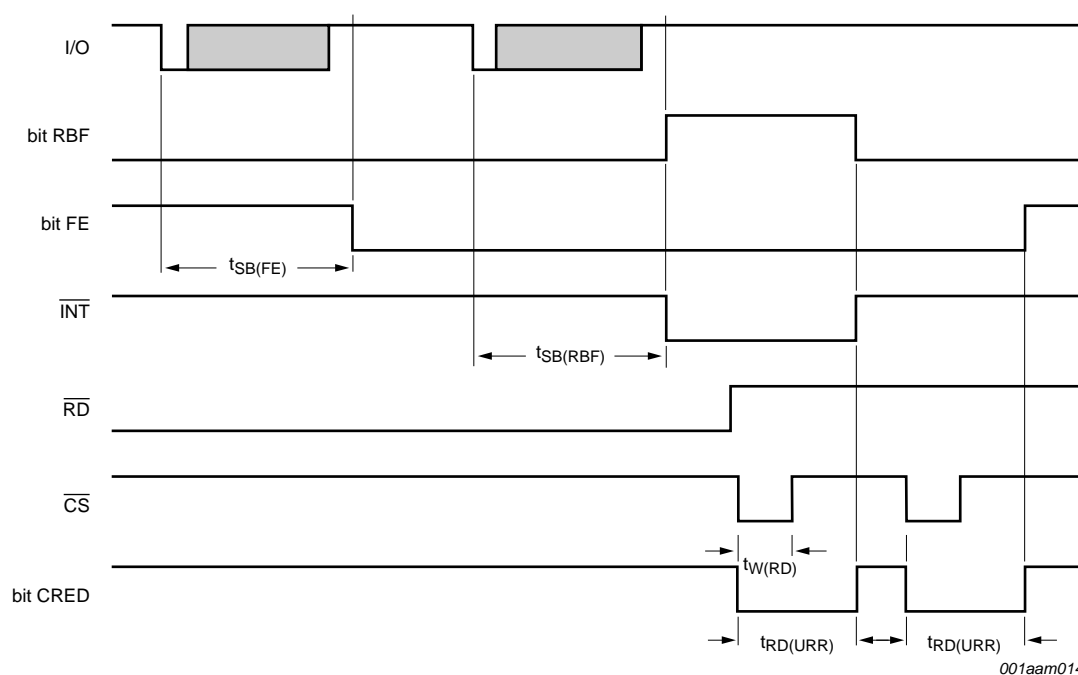 I/O
bit RBF
bit FE
tSB(FE)
INT
tSB(RBF)
RD
CS
tW(RD)
bit CRED
tRD(URR) tRD(URR)
001aam014